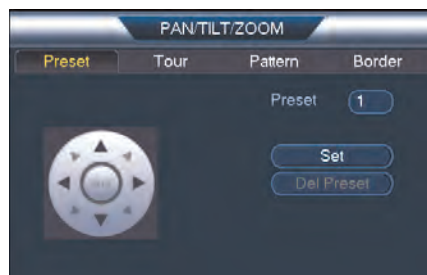 PAN/TILT/ZOOM
Preset Tour Pattern Border
Preset 1
Set
Del Preset